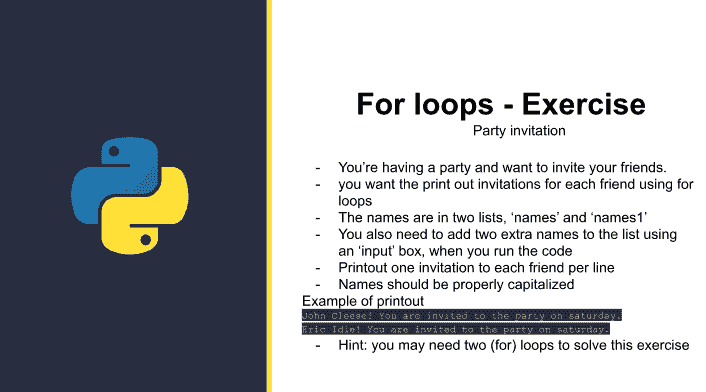 For loops - Exercise
Party invitation
- You're having a party and want to invite your friends.
- you want the print out invitations for each friend using for
loops
- The names are in two lists, 'names' and 'names1'
- You also need to add two extra names to the list using
an 'input' box, when you run the code
- Printout one invitation to each friend per line
- Names should be properly capitalized
Example of printout
John Cleese! You are invited to the party on saturday.
Eric Idle! You are invited to the party on saturday.
- Hint: you may need two (for) loops to solve this exercise